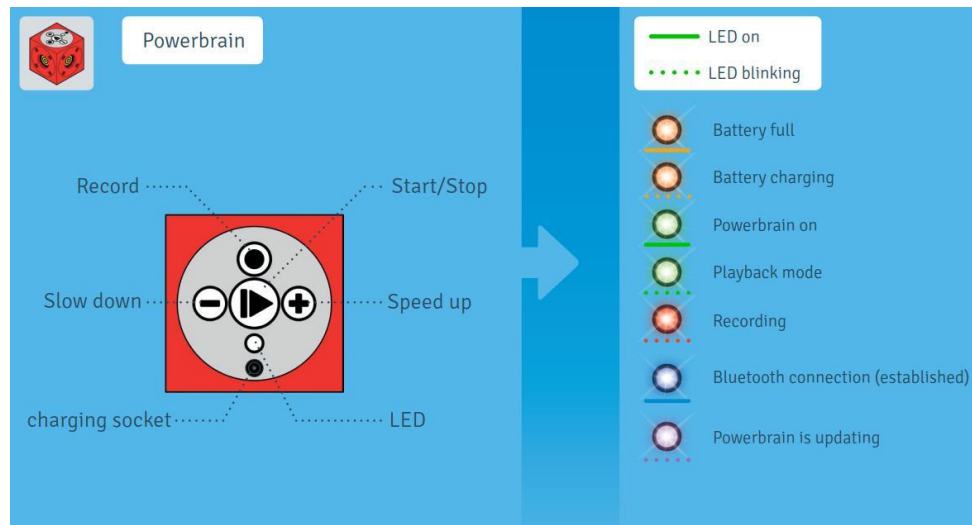 Powerbrain
Record
Start/Stop
Slow down
Speed up
charging socket
LED
LED on
LED blinking
Battery full
Battery charging
Powerbrain on
Playback mode
Recording
Bluetooth connection (established)
Powerbrain is updating